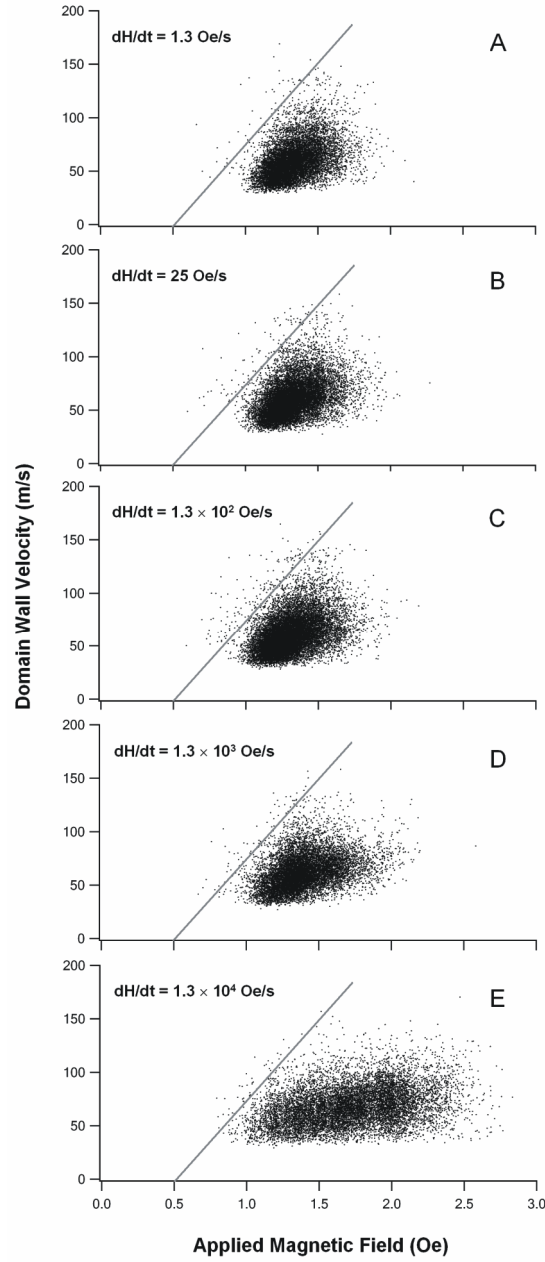 dH/dt = 1.3 Oe/s
A
200
150
100
50
0
dH/dt = 25 Oe/s
B
200
150
100
50
0
dH/dt = 1.3 × 10² Oe/s
C
200
150
100
50
0
dH/dt = 1.3 × 10³ Oe/s
D
200
150
100
50
0
dH/dt = 1.3 × 10⁴ Oe/s
E
200
150
100
50
0
0.0 0.5 1.0 1.5 2.0 2.5 3.0
Domain Wall Velocity (m/s)
Applied Magnetic Field (Oe)